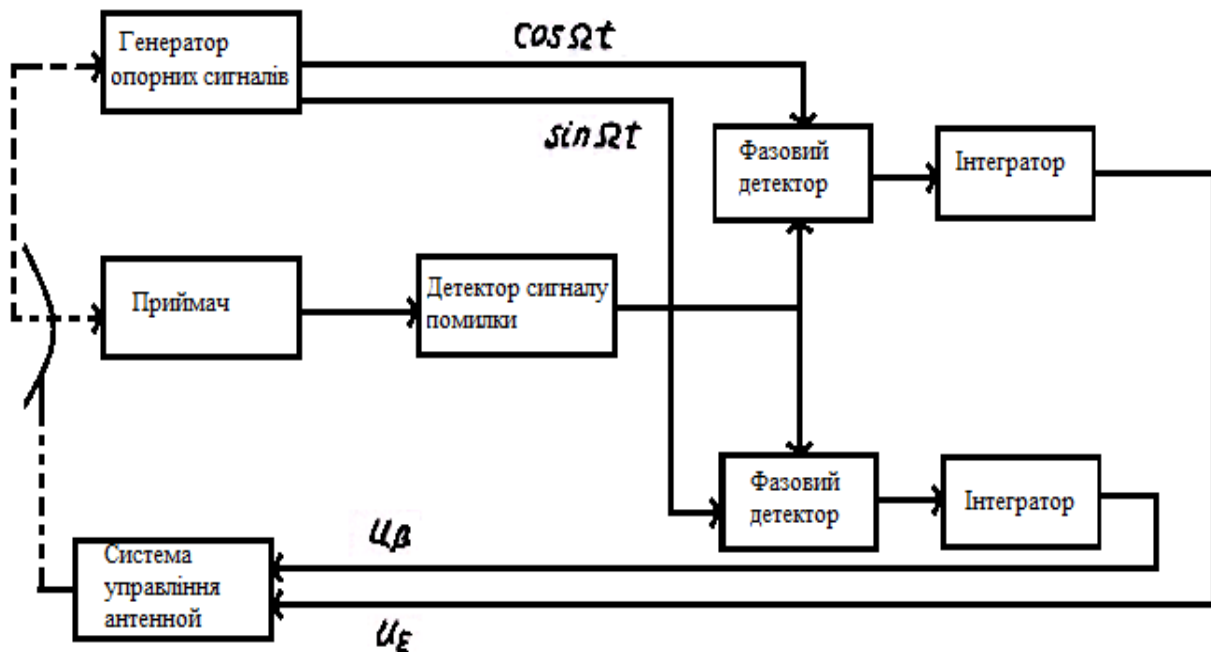 Генератор
опорних сигналів
cos Ωt
sin Ωt
Фазовий
детектор
Інтегратор
Приймач
Детектор сигналу
помилки
Фазовий
детектор
Інтегратор
Система
управління
антенной
Uβ
Uε